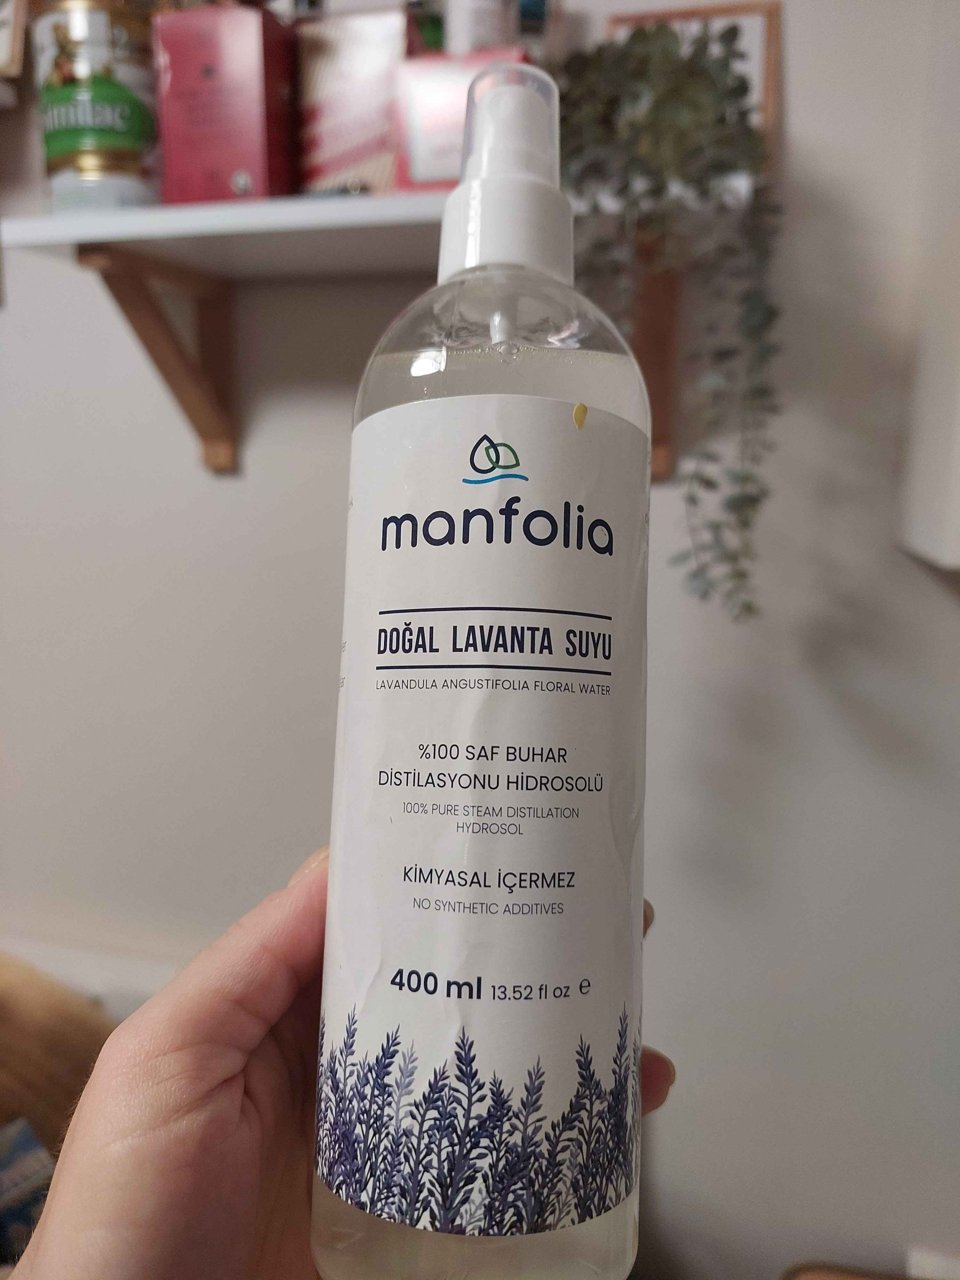 manfolia
DOĞAL LAVANTA SUYU
LAVANDULA ANGUSTIFOLIA FLORAL WATER
%100 SAF BUHAR
DİSTİLASYONU HİDROSOLÜ
100% PURE STEAM DISTILLATION
HYDROSOL
KİMYASAL İÇERMEZ
NO SYNTHETIC ADDITIVES
400 ml 13.52 fl oz ℮